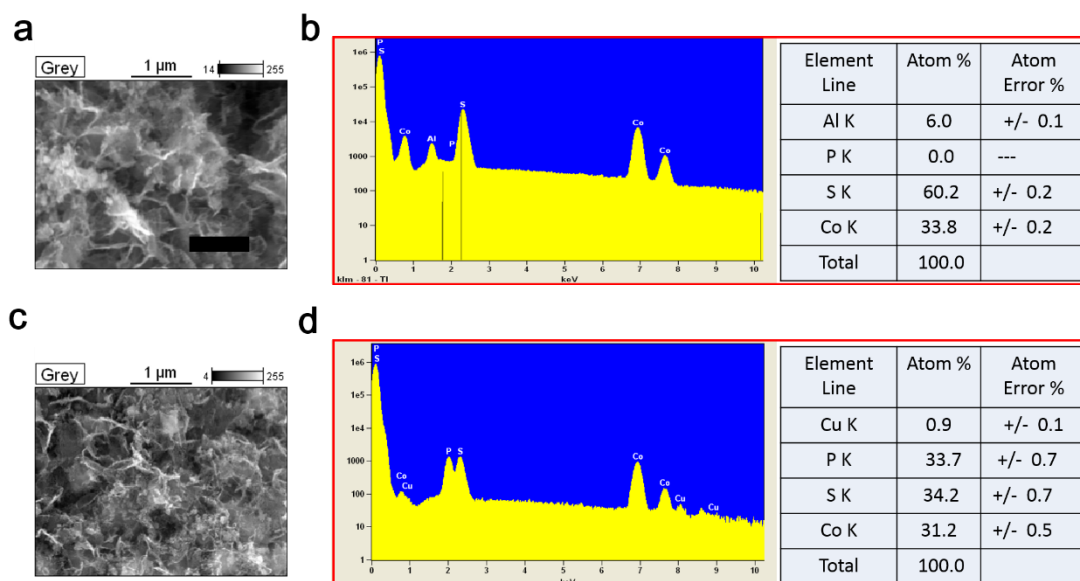 a
Grey 1 µm 14 255
b
P
S
1e6
1e5
1e4
1000
100
10
1
Co
Al
P
S
Co
Co
0 1 2 3 4 5 6 7 8 9 10
klm - 81 - Tl keV
Element Line Atom % Atom Error %
Al K 6.0 +/- 0.1
P K 0.0 ---
S K 60.2 +/- 0.2
Co K 33.8 +/- 0.2
Total 100.0
c
Grey 1 µm 4 255
d
P
S
1e6
1e5
1e4
1000
100
10
1
Co
Cu
P
S
Co
Co
Cu
Cu
0 1 2 3 4 5 6 7 8 9 10
keV
Element Line Atom % Atom Error %
Cu K 0.9 +/- 0.1
P K 33.7 +/- 0.7
S K 34.2 +/- 0.7
Co K 31.2 +/- 0.5
Total 100.0